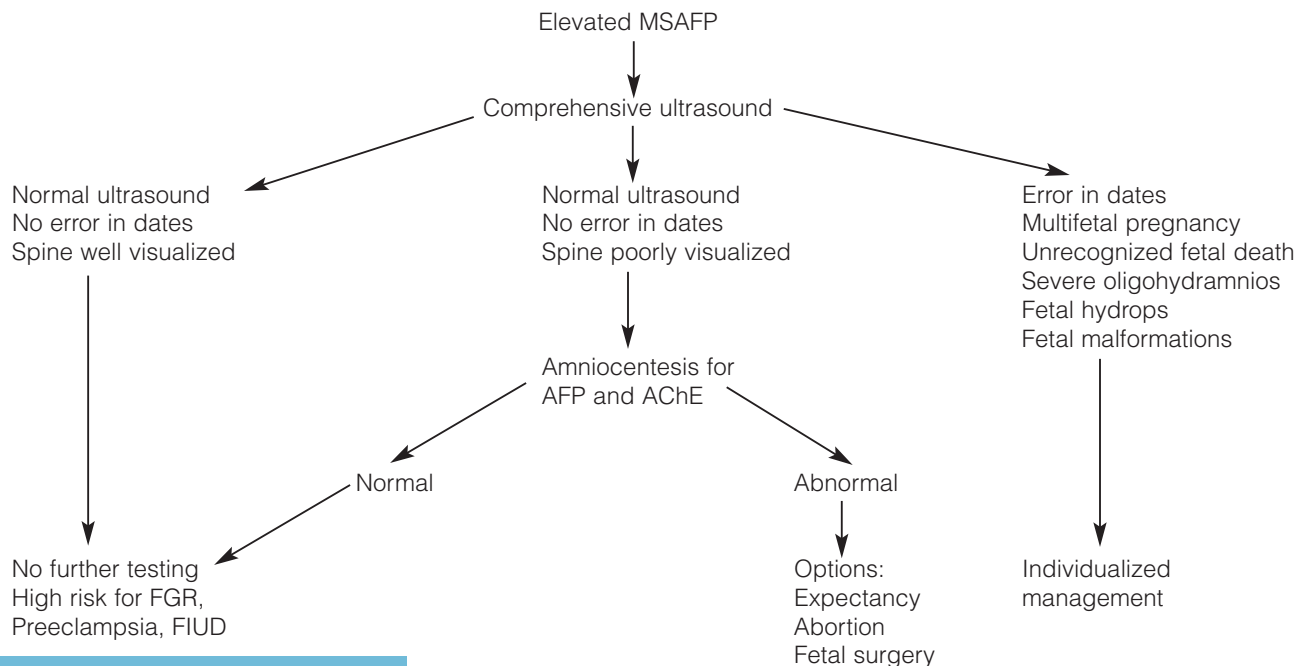 Elevated MSAFP
Comprehensive ultrasound
Normal ultrasound
No error in dates
Spine well visualized
Normal ultrasound
No error in dates
Spine poorly visualized
Error in dates
Multifetal pregnancy
Unrecognized fetal death
Severe oligohydramnios
Fetal hydrops
Fetal malformations
Amniocentesis for
AFP and AChE
Normal
Abnormal
No further testing
High risk for FGR,
Preeclampsia, FIUD
Options:
Expectancy
Abortion
Fetal surgery
Individualized
management